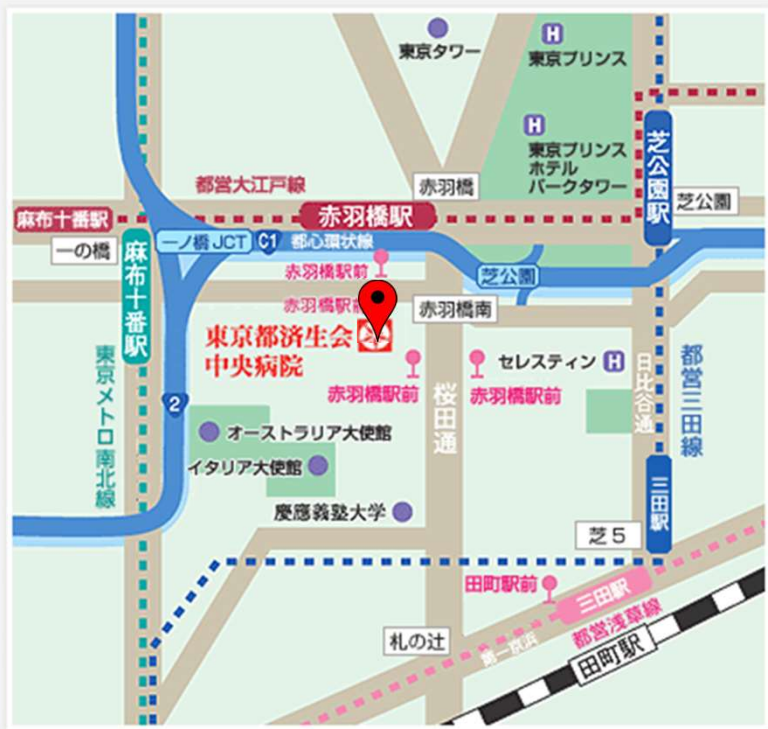 東京タワー
H
東京プリンス
H
東京プリンス
ホテル
パークタワー
芝公園駅
都営大江戸線
赤羽橋
芝公園
麻布十番駅
赤羽橋駅
一の橋
麻布十番駅
一ノ橋JCT
C1
都心環状線
赤羽橋駅前
芝公園
赤羽橋駅前
赤羽橋南
東京都済生会
中央病院
赤羽橋駅前
赤羽橋駅前
セレスティン
H
日比谷通
都営三田線
東京メトロ南北線
2
桜田通
オーストラリア大使館
イタリア大使館
慶應義塾大学
三田駅
芝5
田町駅前
三田駅
都営浅草線
札の辻
第一京浜
田町駅